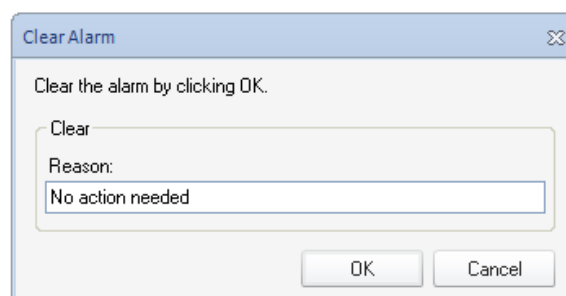 Clear Alarm
Clear the alarm by clicking OK.
Clear
Reason:
No action needed
OK Cancel